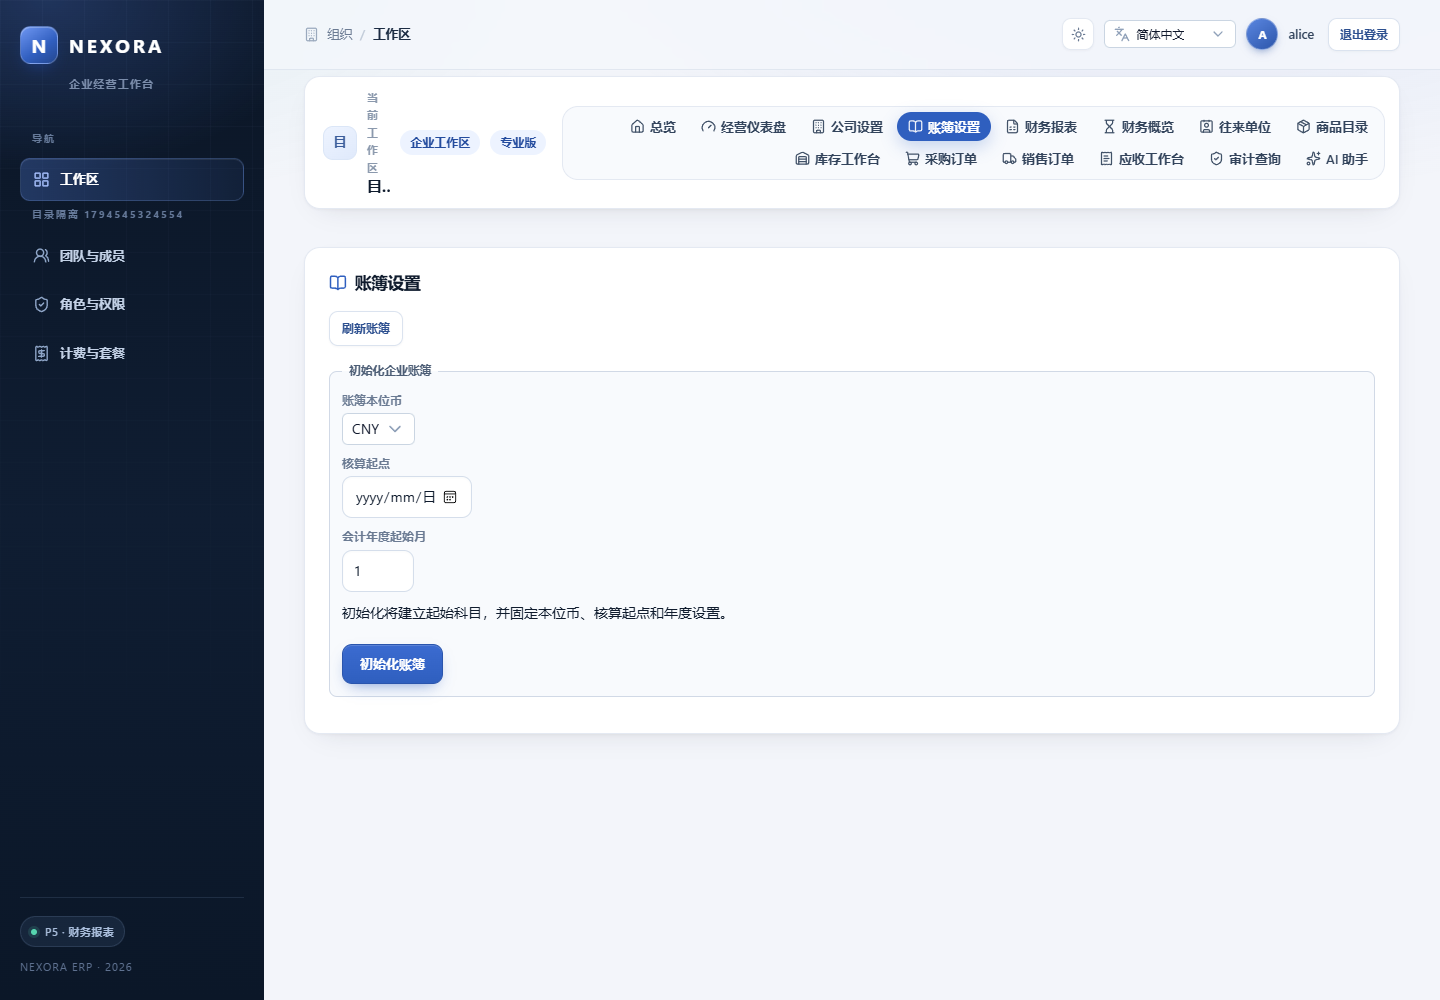 N NEXORA
企业经营工作台
导航
工作区
目录隔离 1794545324554
团队与成员
角色与权限
计费与套餐
P5 · 财务报表
NEXORA ERP · 2026
组织 / 工作区
简体中文
A
alice
退出登录
目
当前工作区
目..
企业工作区
专业版
总览
经营仪表盘
公司设置
账簿设置
财务报表
财务概览
往来单位
商品目录
库存工作台
采购订单
销售订单
应收工作台
审计查询
AI 助手
账簿设置
刷新账簿
初始化企业账簿
账簿本位币
CNY
核算起点
yyyy/mm/日
会计年度起始月
1
初始化将建立起始科目，并固定本位币、核算起点和年度设置。
初始化账簿